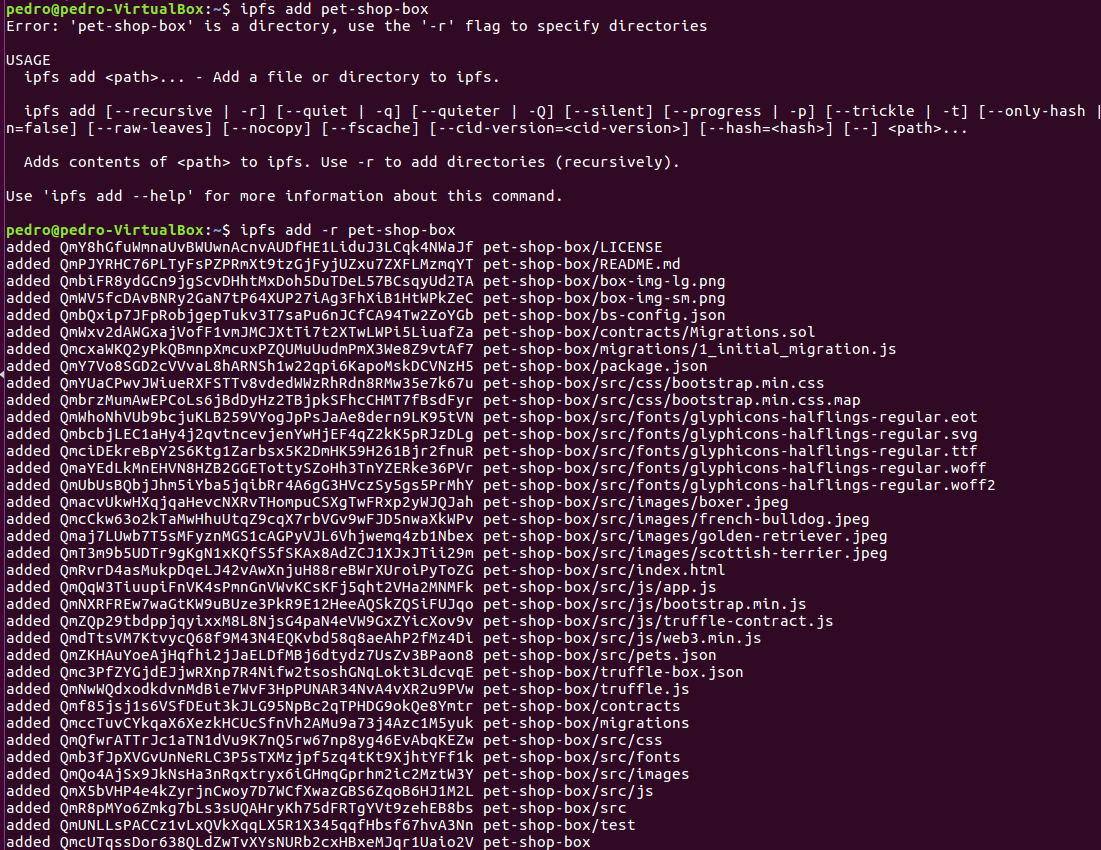 pedro@pedro-VirtualBox:~$ ipfs add pet-shop-box
Error: 'pet-shop-box' is a directory, use the '-r' flag to specify directories
USAGE
ipfs add <path>... - Add a file or directory to ipfs.
ipfs add [--recursive | -r] [--quiet | -q] [--quieter | -Q] [--silent] [--progress | -p] [--trickle | -t] [--only-hash |
n=false] [--raw-leaves] [--nocopy] [--fscache] [--cid-version=<cid-version>] [--hash=<hash>] [--] <path>...
Adds contents of <path> to ipfs. Use -r to add directories (recursively).
Use 'ipfs add --help' for more information about this command.
pedro@pedro-VirtualBox:~$ ipfs add -r pet-shop-box
added QmY8hGfuWmnaUvBWUwnAcnvAUDfHE1LiduJ3LCqk4NWaJf pet-shop-box/LICENSE
added QmPJYRHC76PLTyFsPZPRmXt9tzGjFyjUZxu7ZXFLMzmqYT pet-shop-box/README.md
added QmbiFR8ydGCn9jgScvDHhtMxDoh5DuTDeL57BCsqyUd2TA pet-shop-box/box-img-lg.png
added QmWV5fcDAvBNRy2GaN7tP64XUP27iAg3FhXiB1HtWPkZeC pet-shop-box/box-img-sm.png
added QmbQxip7JFpRobjgepTukv3T7saPu6nJCfCA94Tw2ZoYGb pet-shop-box/bs-config.json
added QmWxv2dAWGxajVofF1vmJMCJXtTi7t2XTwLWPi5LiuafZa pet-shop-box/contracts/Migrations.sol
added QmcxaWKQ2yPkQBmnpXmcuxPZQUMuUudmPmX3We8Z9vtAf7 pet-shop-box/migrations/1_initial_migration.js
added QmY7Vo8SGD2cVVvaL8hARNSh1w22qpi6KapoMskDCVNzH5 pet-shop-box/package.json
added QmYUaCPwvJWiueRXFSTTv8vdedWWzRhRdn8RMw35e7k67u pet-shop-box/src/css/bootstrap.min.css
added QmbrzMumAwEPCoLs6jBdDyHz2TBjpkSFhcCHMT7fBsdFyr pet-shop-box/src/css/bootstrap.min.css.map
added QmWhoNhVUb9bcjuKLB259VYogJpPsJaAe8dern9LK95tVN pet-shop-box/src/fonts/glyphicons-halflings-regular.eot
added QmbcbjLEC1aHy4j2qvtncevjenYwHjEF4qZ2kK5pRJzDLg pet-shop-box/src/fonts/glyphicons-halflings-regular.svg
added QmciDEkreBpY2S6Ktg1Zarbsx5K2DmHK59H261Bjr2fnuR pet-shop-box/src/fonts/glyphicons-halflings-regular.ttf
added QmaYEdLkMnEHVN8HZB2GGETottySZoHh3TnYZERke36PVr pet-shop-box/src/fonts/glyphicons-halflings-regular.woff
added QmUbUsBQbjJhm5iYba5jqibRr4A6gG3HVczSy5gs5PrMhY pet-shop-box/src/fonts/glyphicons-halflings-regular.woff2
added QmacvUkwHXqjqaHevcNXRvTHompuCSXgTwFRxp2yWJQJah pet-shop-box/src/images/boxer.jpeg
added QmcCkw63o2kTaMwHhuUtqZ9cqX7rbVGv9wFJD5nwaXkWPv pet-shop-box/src/images/french-bulldog.jpeg
added Qmaj7LUwb7T5sMFyznMGS1cAGPyVJL6Vhjwemq4zb1Nbex pet-shop-box/src/images/golden-retriever.jpeg
added QmT3m9b5UDTr9gKgN1xKQfS5fSKAx8AdZCJ1XJxJTii29m pet-shop-box/src/images/scottish-terrier.jpeg
added QmRvrD4asMukpDqeLJ42vAwXnjuH88reBWrXUroiPyToZG pet-shop-box/src/index.html
added QmQqW3TiuupiFnVK4sPmnGnVWvKCsKFj5qht2VHa2MNMFk pet-shop-box/src/js/app.js
added QmNXRFREw7waGtKW9uBUze3PkR9E12HeeAQSkZQSiFUJqo pet-shop-box/src/js/bootstrap.min.js
added QmZQp29tbdppjqyixxM8L8NjsG4paN4eVW9GxZYicXov9v pet-shop-box/src/js/truffle-contract.js
added QmdTtsVM7KtvycQ68f9M43N4EQKvbd58q8aeAhP2fMz4Di pet-shop-box/src/js/web3.min.js
added QmZKHAuYoeAjHqfhi2jJaELDfMBj6dtydz7UsZv3BPaon8 pet-shop-box/src/pets.json
added Qmc3PfZYGjdEJjwRXnp7R4Nifw2tsoshGNqLokt3LdcvqE pet-shop-box/truffle-box.json
added QmNwWQdxodkdvnMdBie7WvF3HpPUNAR34NvA4vXR2u9PVw pet-shop-box/truffle.js
added Qmf85jsj1s6VSfDEut3kJLG95NpBc2qTPHDG9okQe8Ymtr pet-shop-box/contracts
added QmccTuvCYkqaX6XezkHCUcSfnVh2AMu9a73j4Azc1M5yuk pet-shop-box/migrations
added QmQfwrATTrJc1aTN1dVu9K7nQ5rw67np8yg46EvAbqKEZw pet-shop-box/src/css
added Qmb3fJpXVGvUnNeRLC3P5sTXMzjpf5zq4tKt9XjhtYFf1k pet-shop-box/src/fonts
added QmQo4AjSx9JkNsHa3nRqxtryx6iGHmqGprhm2ic2MztW3Y pet-shop-box/src/images
added QmX5bVHP4e4kZyrjnCwoy7D7WCfXwazGBS6ZqoB6HJ1M2L pet-shop-box/src/js
added QmR8pMYo6Zmkg7bLs3sUQAHryKh75dFRTgYVt9zehEB8bs pet-shop-box/src
added QmUNLLsPACCz1vLxQVkXqqLX5R1X345qqfHbsf67hvA3Nn pet-shop-box/test
added QmcUTqssDor638QLdZwTvXYsNURb2cxHBxeMJqr1Uaio2V pet-shop-box